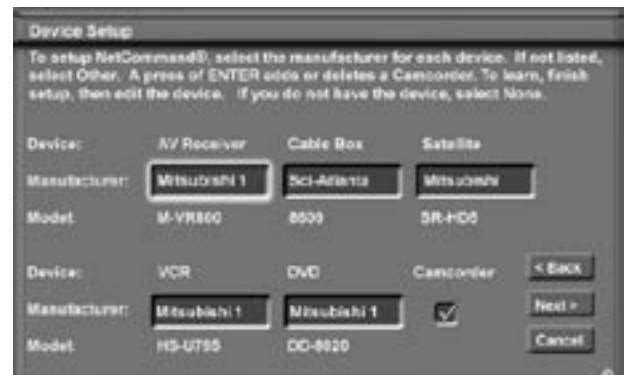 Device Setup
To setup NetCommand®, select the manufacturer for each device. If not listed,
select Other. A press of ENTER adds or deletes a Camcorder. To learn, finish
setup, then edit the device. If you do not have the device, select None.
Device: AV Receiver Cable Box Satellite
Manufacturer: Mitsubishi 1 Sci-Atlanta Mitsubishi
Model: M-VR800 8600 SR-HD5
Device: VCR DVD Camcorder < Back
Manufacturer: Mitsubishi 1 Mitsubishi 1 Next >
Model: HS-U795 DD-8020 Cancel